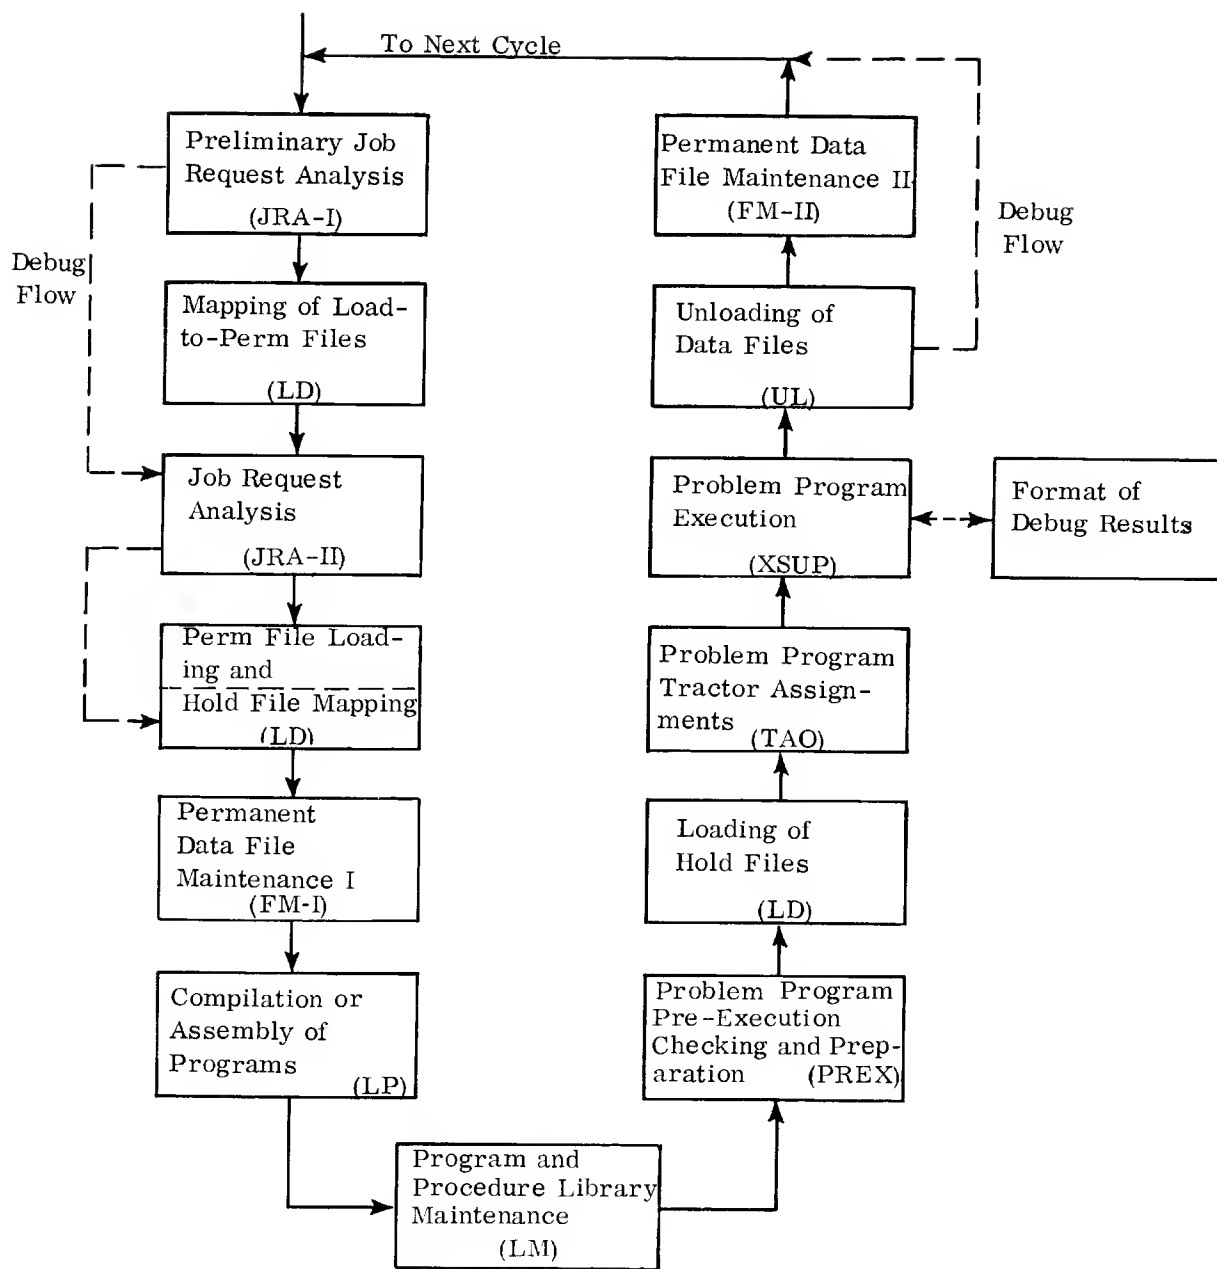 To Next Cycle
Preliminary Job
Request Analysis
(JRA-I)
Debug
Flow
Mapping of Load-
to-Perm Files
(LD)
Job Request
Analysis
(JRA-II)
Perm File Load-
ing and
Hold File Mapping
(LD)
Permanent
Data File
Maintenance I
(FM-I)
Compilation or
Assembly of
Programs
(LP)
Program and
Procedure Library
Maintenance
(LM)
Problem Program
Pre-Execution
Checking and Prep-
aration (PREX)
Loading of
Hold Files
(LD)
Problem Program
Tractor Assign-
ments
(TAO)
Problem Program
Execution
(XSUP)
Format of
Debug Results
Unloading of
Data Files
(UL)
Permanent Data
File Maintenance II
(FM-II)
Debug
Flow